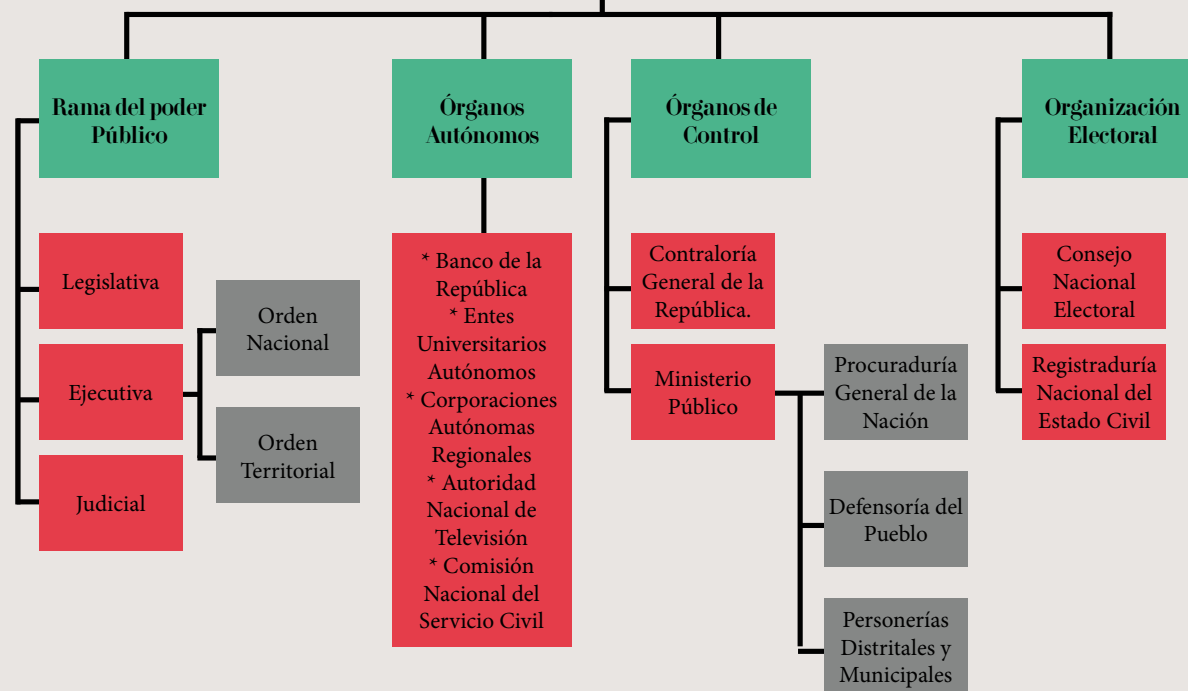 Rama del poder
Público
Órganos
Autónomos
Órganos de
Control
Organización
Electoral
Legislativa
Ejecutiva
Judicial
Orden
Nacional
Orden
Territorial
* Banco de la
República
* Entes
Universitarios
Autónomos
* Corporaciones
Autónomas
Regionales
* Autoridad
Nacional de
Televisión
* Comisión
Nacional del
Servicio Civil
Contraloría
General de la
República.
Ministerio
Público
Procuraduría
General de la
Nación
Defensoría del
Pueblo
Personerías
Distritales y
Municipales
Consejo
Nacional
Electoral
Registraduría
Nacional del
Estado Civil